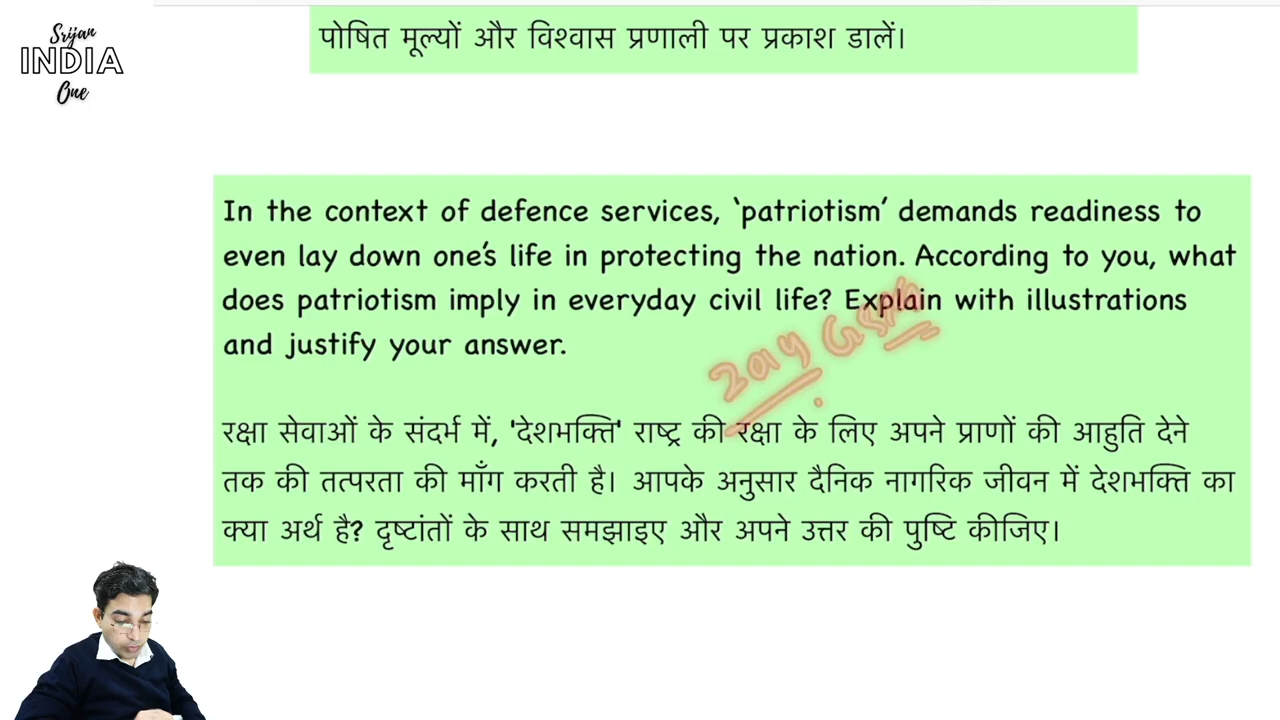 Srijan
INDIA
One
पोषित मूल्यों और विश्वास प्रणाली पर प्रकाश डालें।
In the context of defence services, ‘patriotism’ demands readiness to
even lay down one’s life in protecting the nation. According to you, what
does patriotism imply in everyday civil life? Explain with illustrations
and justify your answer.
रक्षा सेवाओं के संदर्भ में, 'देशभक्ति' राष्ट्र की रक्षा के लिए अपने प्राणों की आहुति देने
तक की तत्परता की माँग करती है। आपके अनुसार दैनिक नागरिक जीवन में देशभक्ति का
क्या अर्थ है? दृष्टांतों के साथ समझाइए और अपने उत्तर की पुष्टि कीजिए।